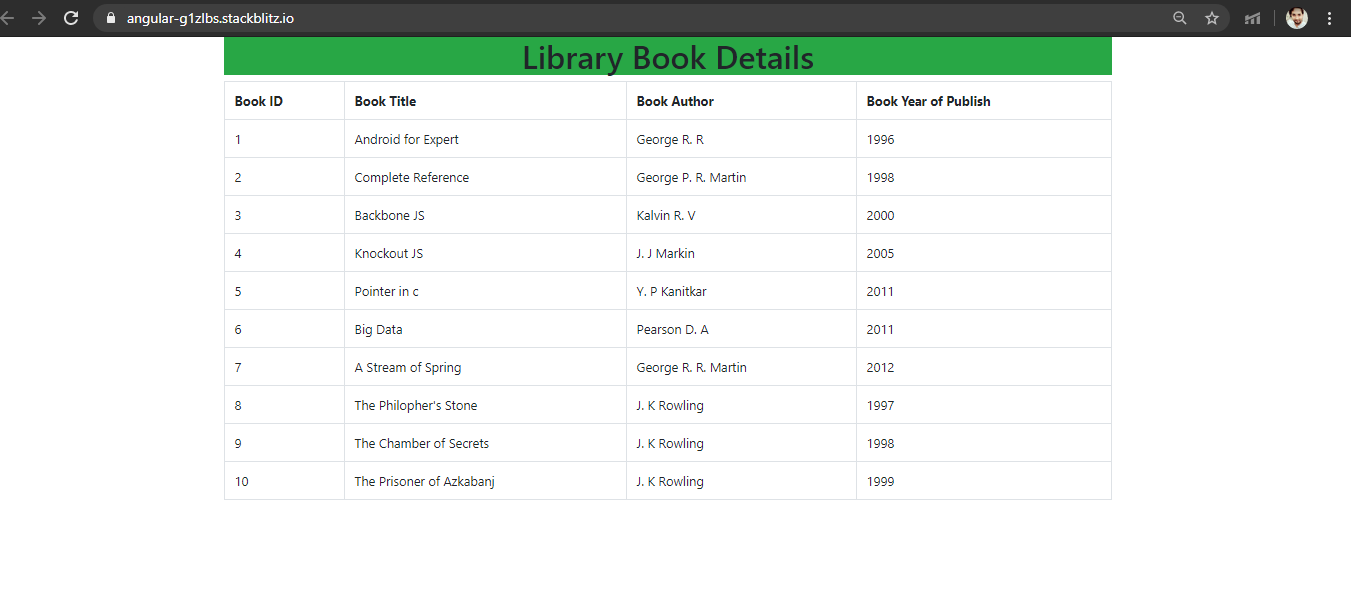 angular-g1zlbs.stackblitz.io
Library Book Details
Book ID Book Title Book Author Book Year of Publish
1 Android for Expert George R. R 1996
2 Complete Reference George P. R. Martin 1998
3 Backbone JS Kalvin R. V 2000
4 Knockout JS J. J Markin 2005
5 Pointer in c Y. P Kanitkar 2011
6 Big Data Pearson D. A 2011
7 A Stream of Spring George R. R. Martin 2012
8 The Philopher's Stone J. K Rowling 1997
9 The Chamber of Secrets J. K Rowling 1998
10 The Prisoner of Azkabanj J. K Rowling 1999